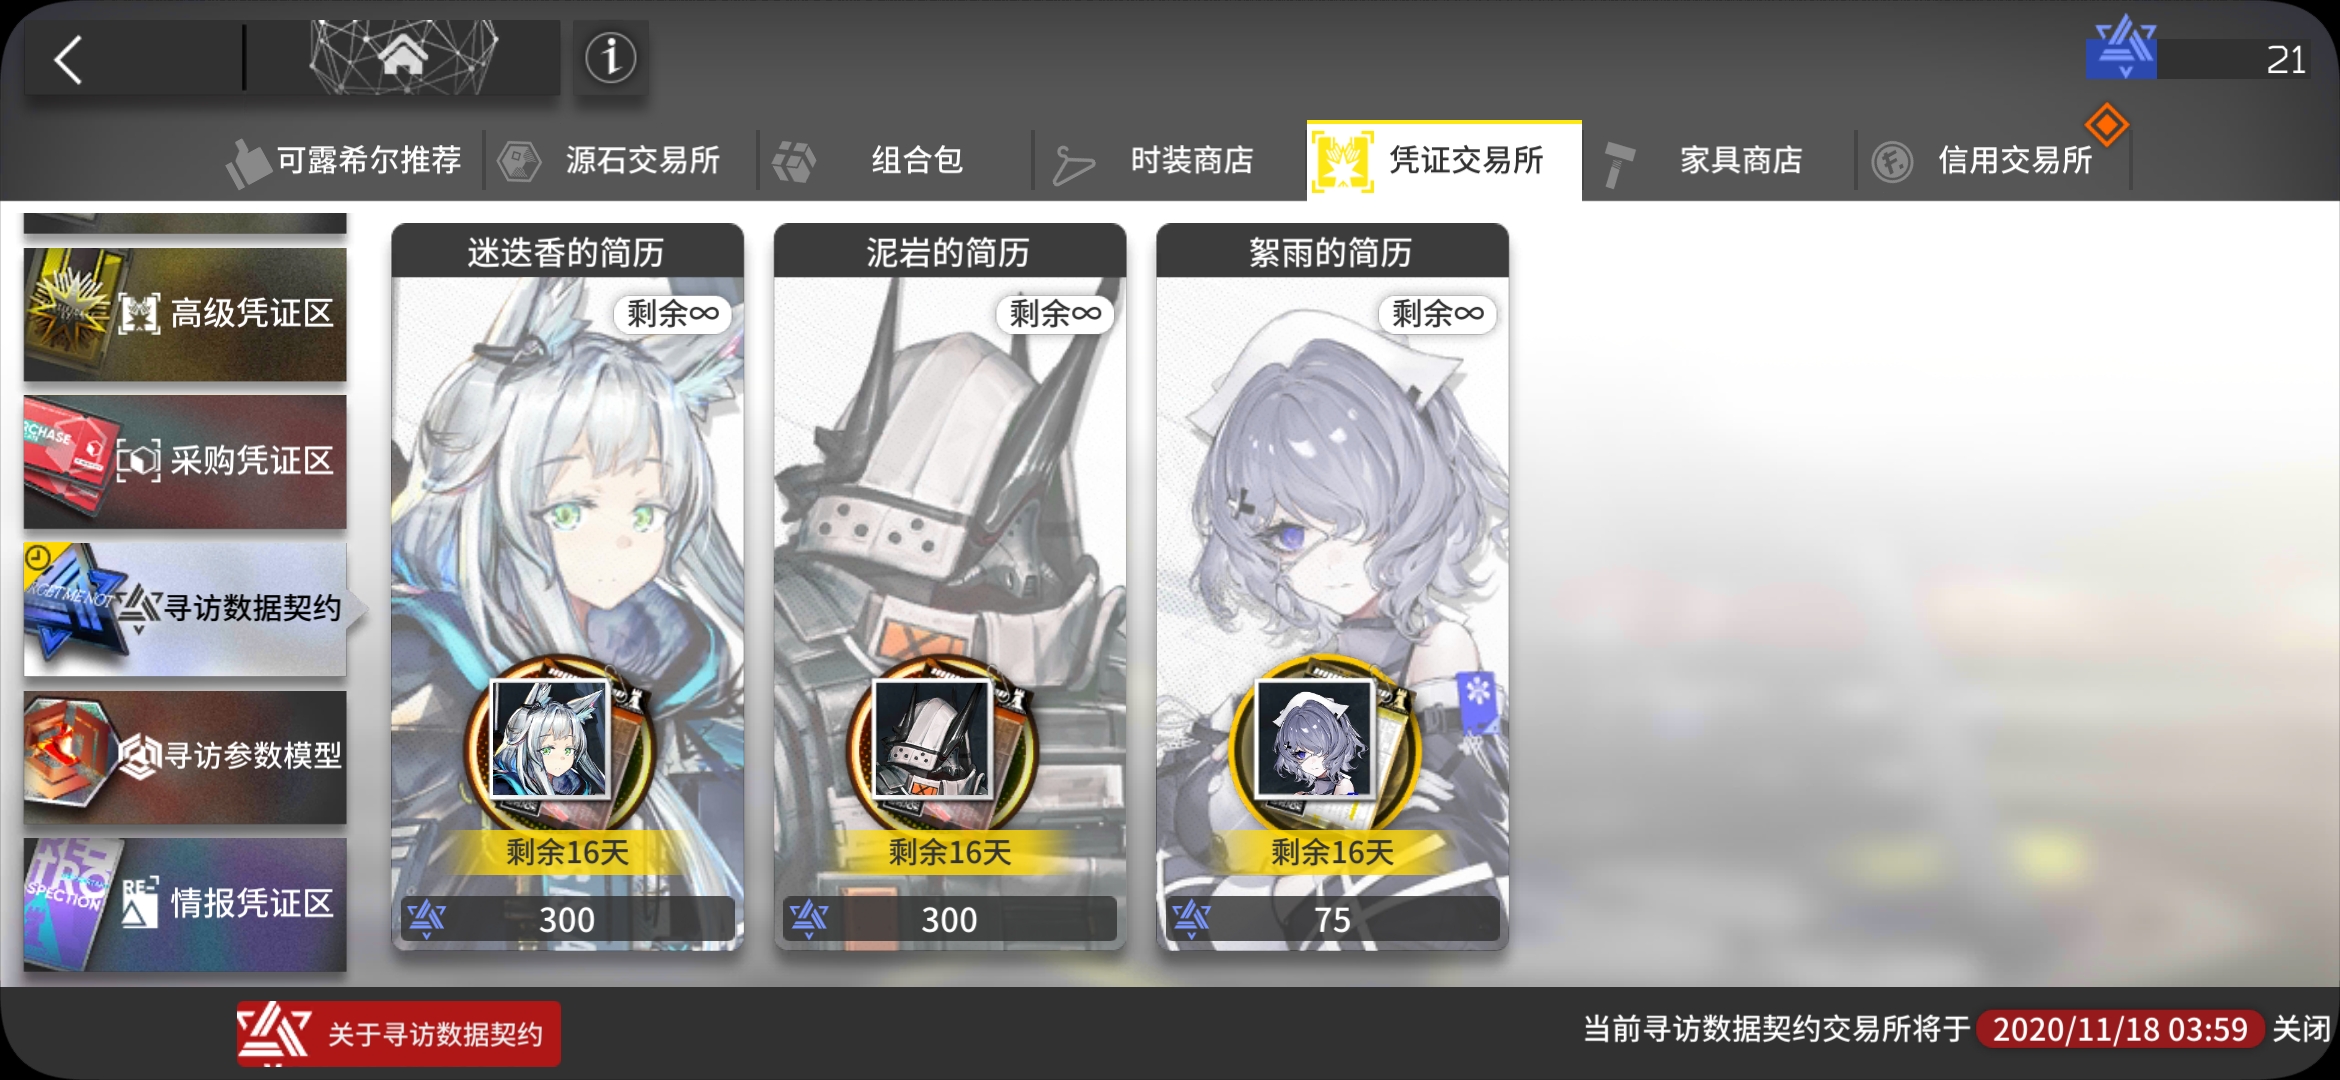 21
可露希尔推荐
源石交易所
组合包
时装商店
凭证交易所
家具商店
信用交易所
高级凭证区
采购凭证区
寻访数据契约
寻访参数模型
情报凭证区
迷迭香的简历
剩余∞
剩余16天
300
泥岩的简历
剩余∞
剩余16天
300
絮雨的简历
剩余∞
剩余16天
75
关于寻访数据契约
当前寻访数据契约交易所将于 2020/11/18 03:59 关闭